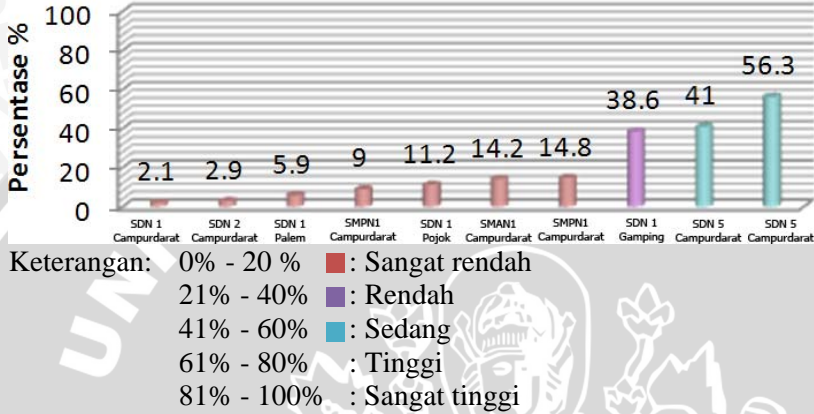 Persentase %
100
80
60
40
20
0
2.1 2.9 5.9 9 11.2 14.2 14.8 38.6 41 56.3
SDN 1 Campurdarat
SDN 2 Campurdarat
SDN 1 Palem
SMPN1 Campurdarat
SDN 1 Pojok
SMAN1 Campurdarat
SMPN1 Campurdarat
SDN 1 Gamping
SDN 5 Campurdarat
SDN 5 Campurdarat
Keterangan: 0% - 20 % : Sangat rendah
21% - 40% : Rendah
41% - 60% : Sedang
61% - 80% : Tinggi
81% - 100% : Sangat tinggi
UN